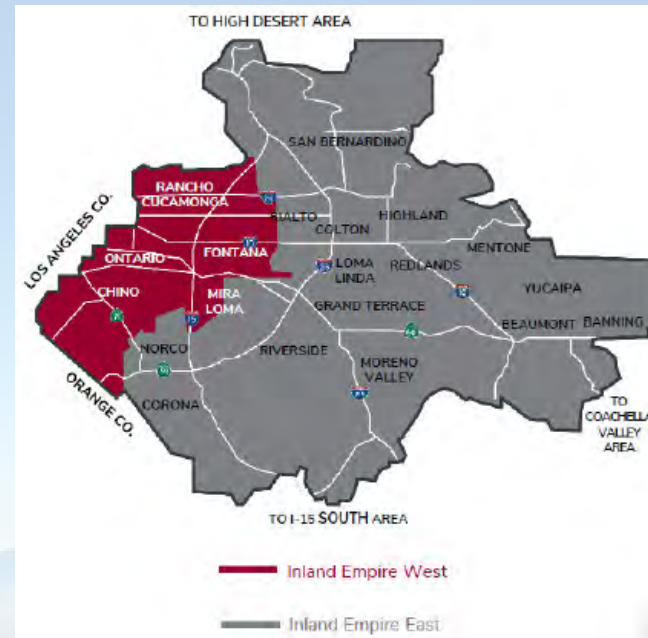 TO HIGH DESERT AREA
SAN BERNARDINO
RANCHO
CUCAMONGA
RIALTO
HIGHLAND
COLTON
LOS ANGELES CO.
MENTONE
FONTANA
ONTARIO
LOMA
LINDA
REDLANDS
CHINO
MIRA
LOMA
YUCAIPA
GRAND TERRACE
15
BEAUMONT
BANNING
NORCO
RIVERSIDE
MORENO
VALLEY
ORANGE CO.
CORONA
TO
COACHELLA
VALLEY
AREA
TO I-15 SOUTH AREA
Inland Empire West
Inland Empire East